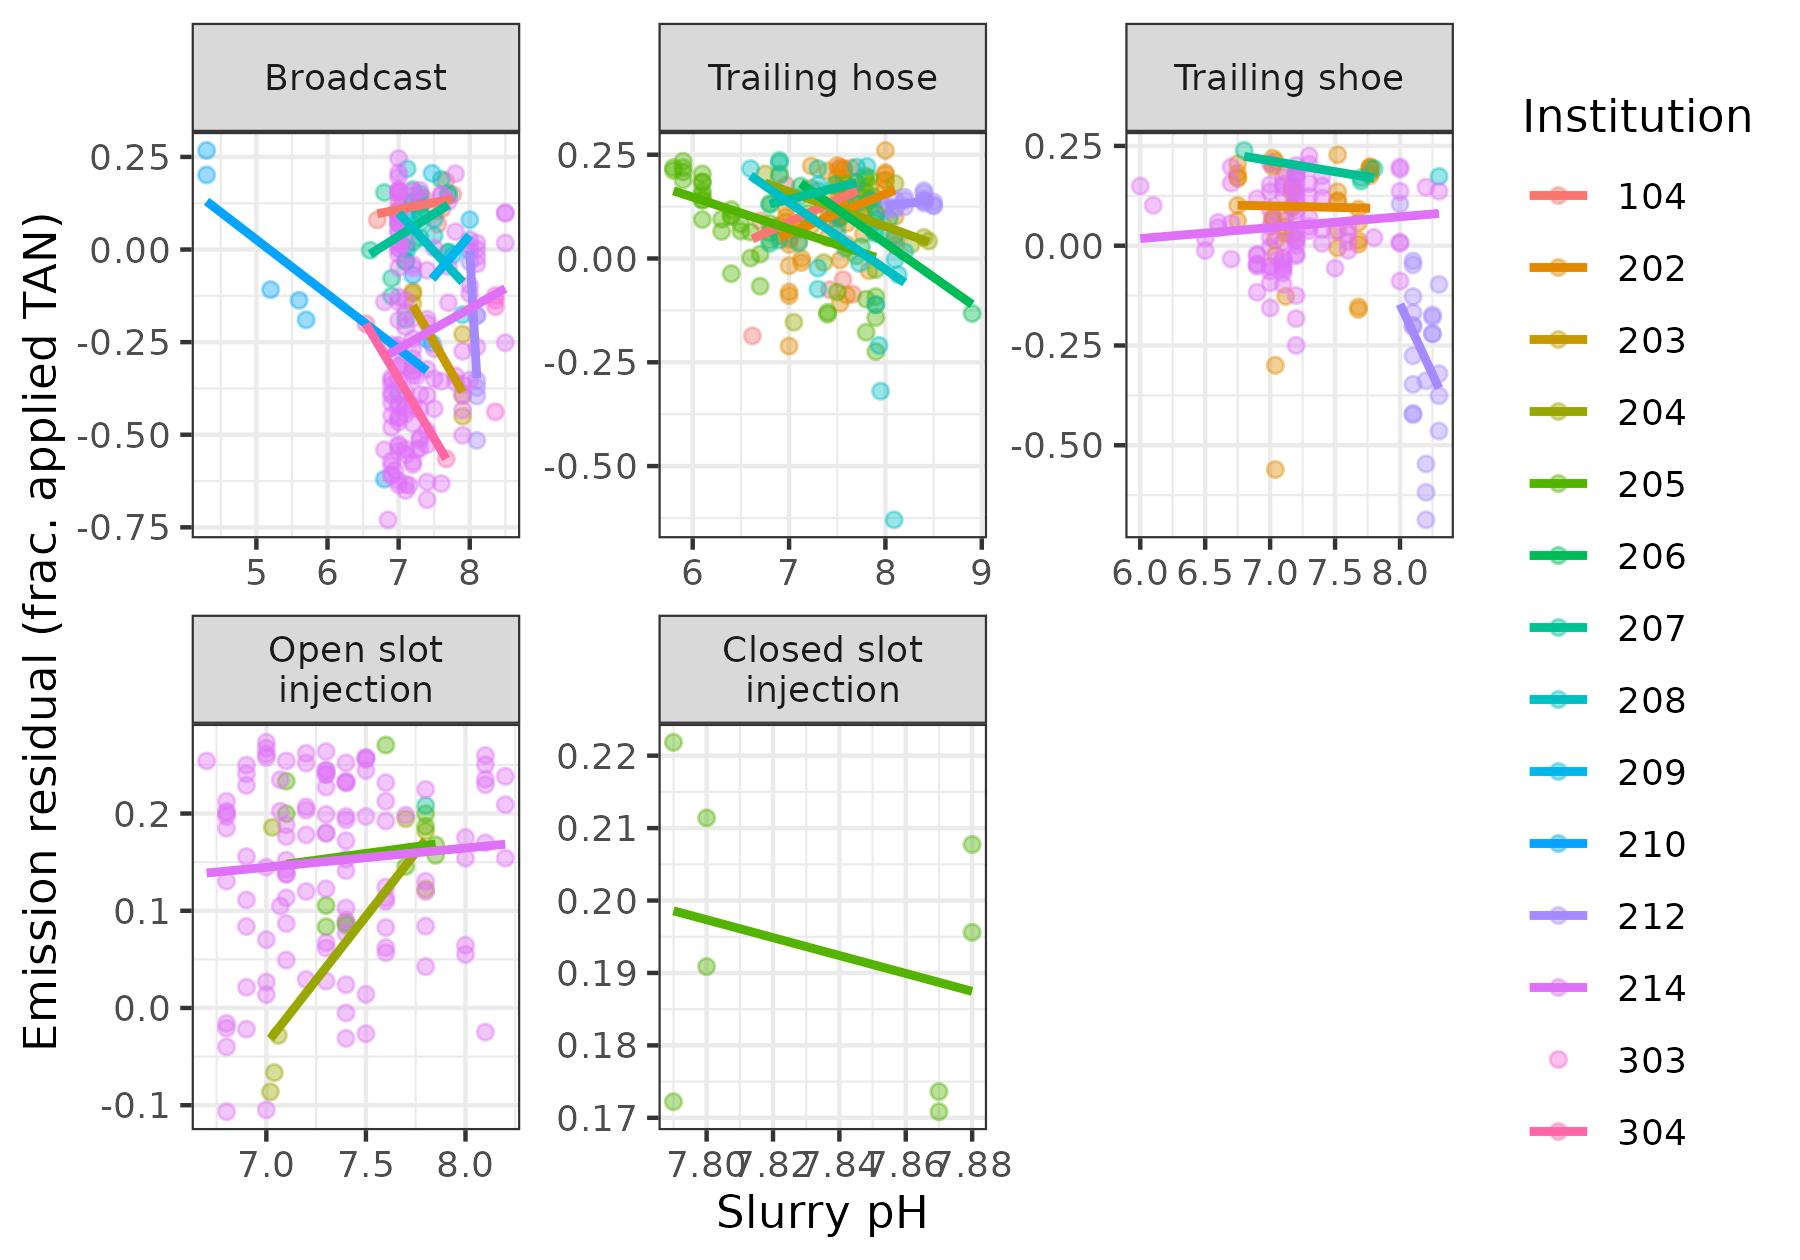 Broadcast
Trailing hose
Trailing shoe
Institution
104
202
203
204
205
206
207
208
209
210
212
214
303
304
Emission residual (frac. applied TAN)
0.25
0.00
-0.25
-0.50
-0.75
5 6 7 8
0.25
0.00
-0.25
-0.50
6 7 8 9
0.25
0.00
-0.25
-0.50
6.0 6.5 7.0 7.5 8.0
Open slot
injection
Closed slot
injection
0.2
0.1
0.0
-0.1
7.0 7.5 8.0
0.22
0.21
0.20
0.19
0.18
0.17
7.80 7.82 7.84 7.86 7.88
Slurry pH